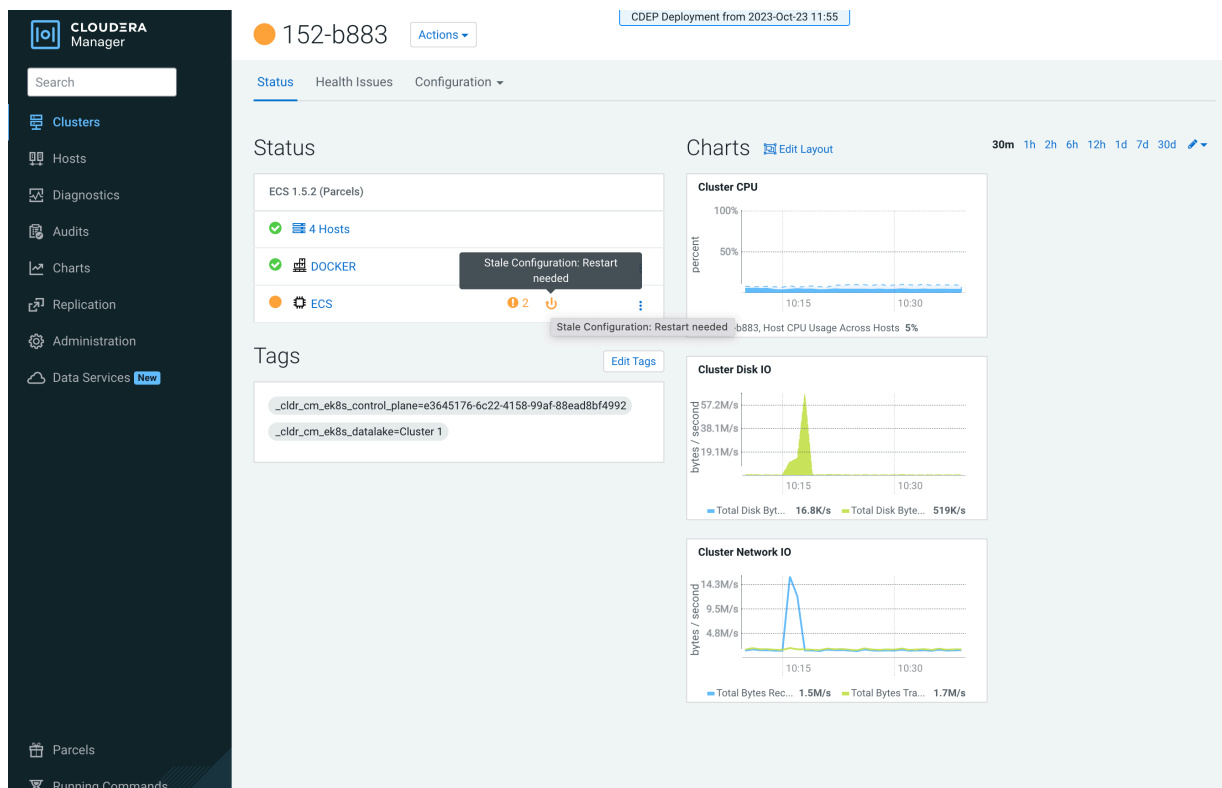 CLOUDERA
Manager
Search
Clusters
Hosts
Diagnostics
Audits
Charts
Replication
Administration
Data Services New
Parcels
Running Commands
CDEP Deployment from 2023-Oct-23 11:55
152-b883
Actions
Status Health Issues Configuration
Status
ECS 1.5.2 (Parcels)
4 Hosts
DOCKER
Stale Configuration: Restart
needed
ECS 2
Stale Configuration: Restart needed
Tags
Edit Tags
_cldr_cm_ek8s_control_plane=e3645176-6c22-4158-99af-88ead8bf4992
_cldr_cm_ek8s_datalake=Cluster 1
Charts Edit Layout
30m 1h 2h 6h 12h 1d 7d 30d
Cluster CPU
percent
100%
50%
10:15 10:30
b883, Host CPU Usage Across Hosts 5%
Cluster Disk IO
bytes / second
57.2M/s
38.1M/s
19.1M/s
10:15 10:30
Total Disk Byt... 16.8K/s Total Disk Byte... 519K/s
Cluster Network IO
bytes / second
14.3M/s
9.5M/s
4.8M/s
10:15 10:30
Total Bytes Rec... 1.5M/s Total Bytes Tra... 1.7M/s